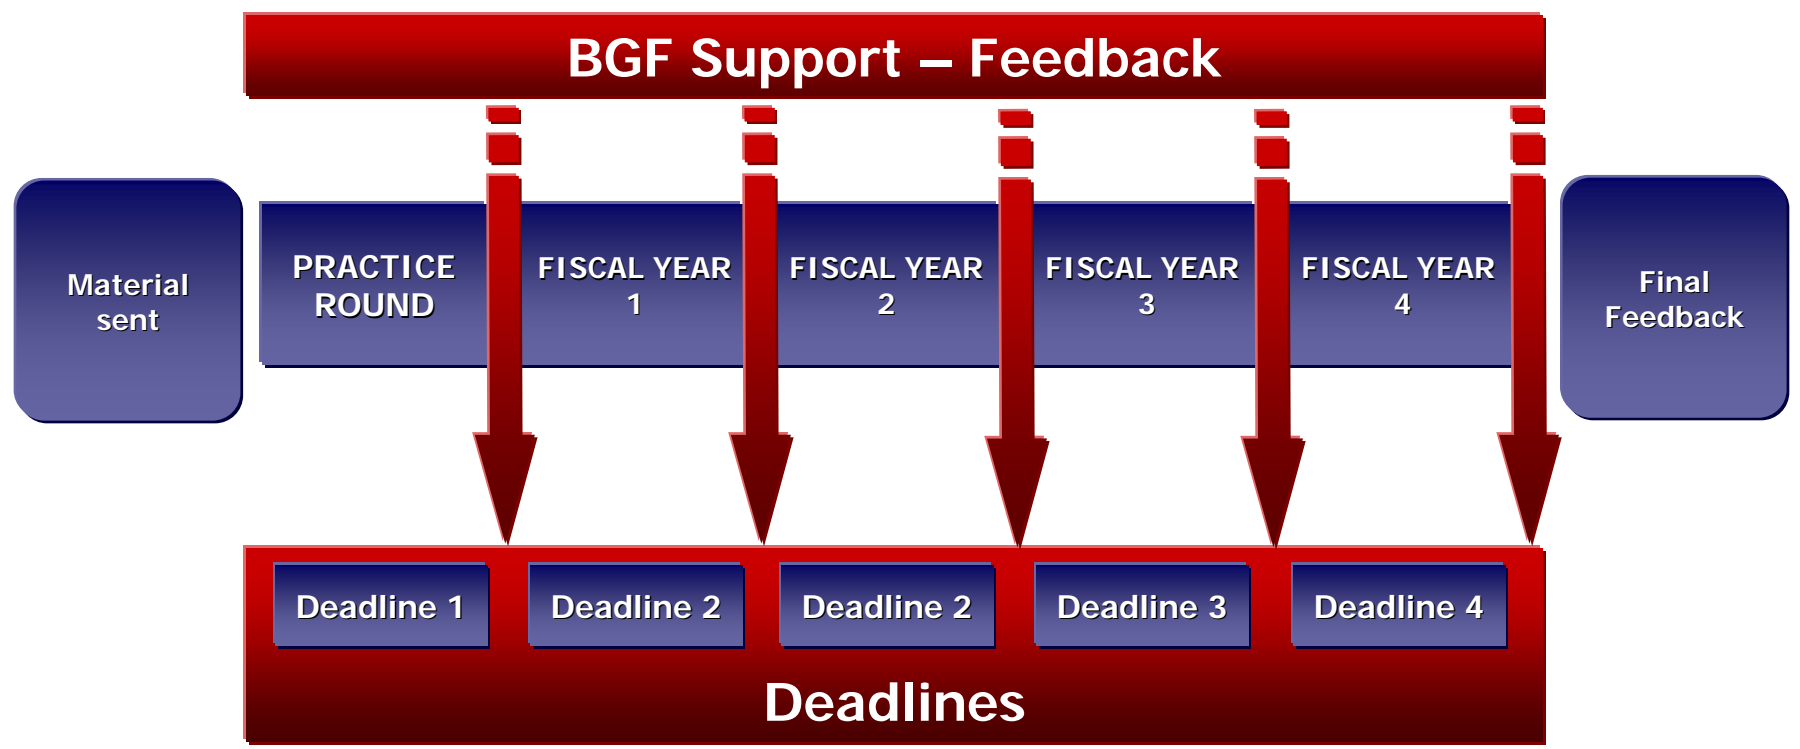 BGF Support – Feedback
Material
sent
PRACTICE
ROUND
FISCAL YEAR
1
FISCAL YEAR
2
FISCAL YEAR
3
FISCAL YEAR
4
Final
Feedback
Deadline 1
Deadline 2
Deadline 2
Deadline 3
Deadline 4
Deadlines